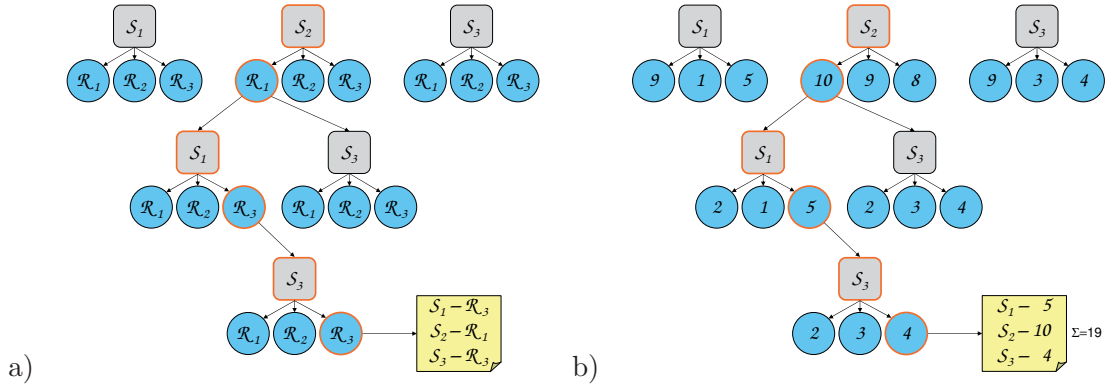 S1 S2 S3
R1 R2 R3 R1 R2 R3 R1 R2 R3
S1 S3
R1 R2 R3 R1 R2 R3
S3
R1 R2 R3
S1 – R3
S2 – R1
S3 – R3
a)
S1 S2 S3
9 1 5 10 9 8 9 3 4
S1 S3
2 1 5 2 3 4
S3
2 3 4
S1 – 5
S2 – 10
S3 – 4
Σ=19
b)